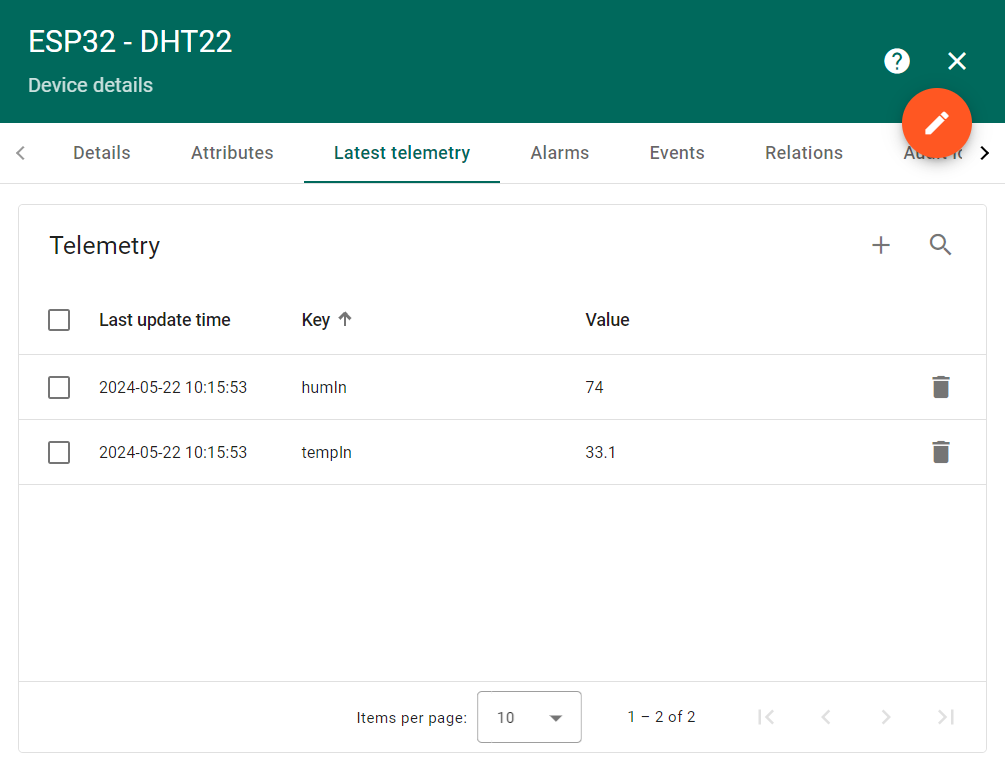 ESP32 - DHT22
Device details
Details Attributes Latest telemetry Alarms Events Relations
Telemetry
Last update time Key Value
2024-05-22 10:15:53 humIn 74
2024-05-22 10:15:53 tempIn 33.1
Items per page: 10 1 – 2 of 2